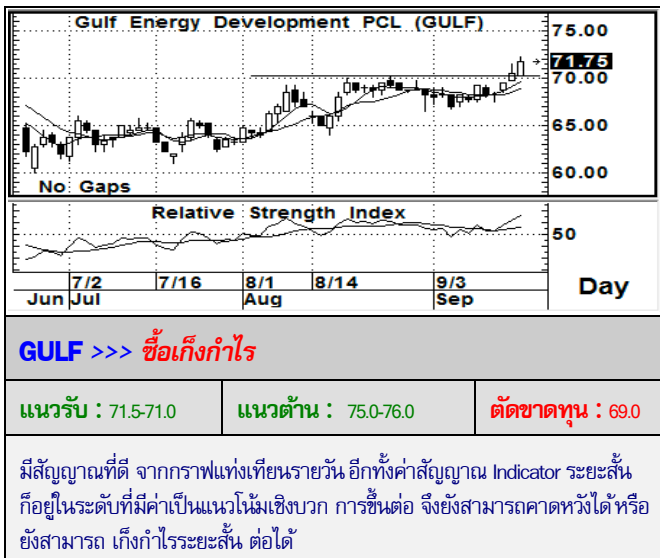 Gulf Energy Development PCL (GULF)
75.00
71.75
70.00
65.00
60.00
No Gaps
Relative Strength Index
50
7/2 7/16 8/1 8/14 9/3
Jun Jul Aug Sep
Day
GULF >>> ซื้อเก็งกำไร
แนวรับ : 71.5-71.0 แนวต้าน : 75.0-76.0 ตัดขาดทุน : 69.0
มีสัญญาณที่ดี จากกราฟแท่งเทียนรายวัน อีกทั้งค่าสัญญาณ Indicator ระยะสั้น
ก็อยู่ในระดับที่มีค่าเป็นแนวโน้มเชิงบวก การขึ้นต่อ จึงยังสามารถคาดหวังได้ หรือ
ยังสามารถ เก็งกำไรระยะสั้น ต่อได้